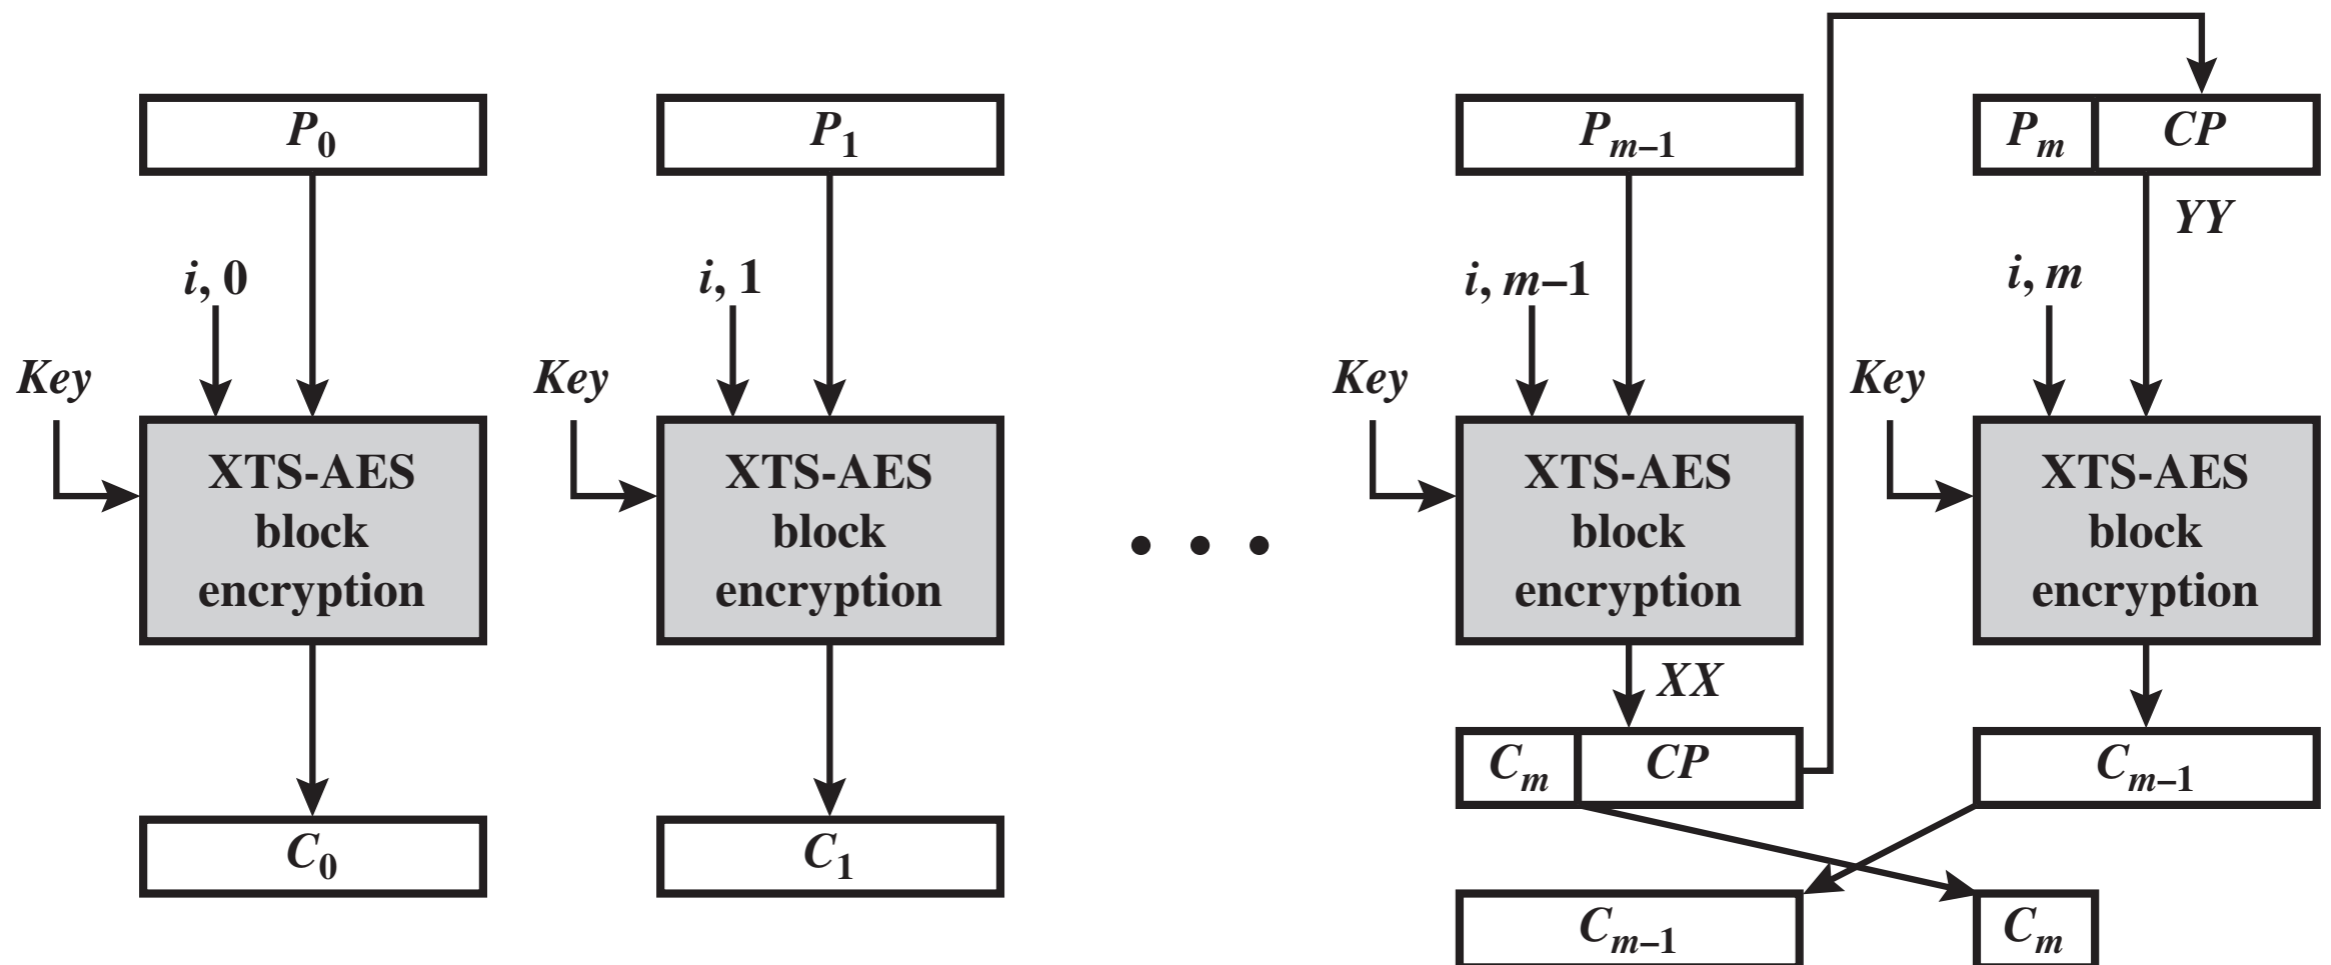 P0
P1
Pm–1
Pm
CP
YY
i, 0
i, 1
i, m–1
i, m
Key
Key
Key
Key
XTS-AES
block
encryption
XTS-AES
block
encryption
XTS-AES
block
encryption
XTS-AES
block
encryption
XX
Cm
CP
Cm–1
C0
C1
Cm–1
Cm